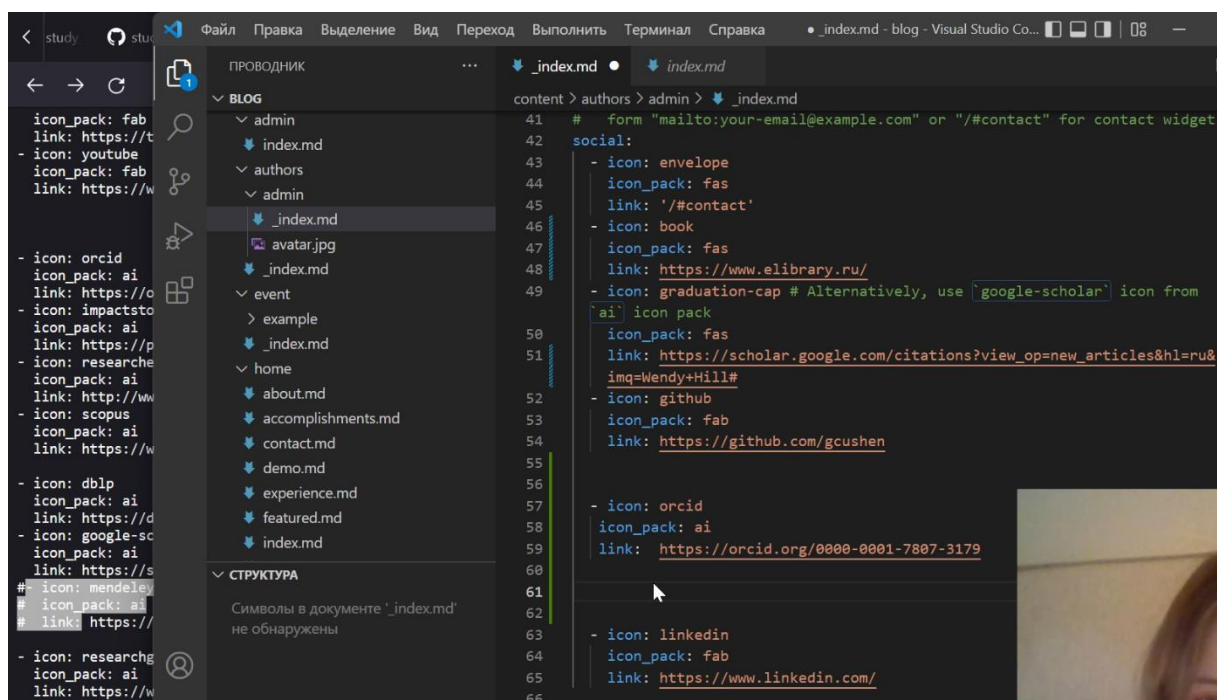 study
stu
Файл Правка Выделение Вид Переход Выполнить Терминал Справка
● _index.md - blog - Visual Studio Co...
icon_pack: fab
link: https://t
- icon: youtube
icon_pack: fab
link: https://w
- icon: orcid
icon_pack: ai
link: https://o
- icon: impactsto
icon_pack: ai
link: https://p
- icon: researche
icon_pack: ai
link: http://ww
- icon: scopus
icon_pack: ai
link: https://w
- icon: dblp
icon_pack: ai
link: https://d
- icon: google-sc
icon_pack: ai
link: https://s
#- icon: mendeley
# icon_pack: ai
# link: https://
- icon: researchg
icon_pack: ai
link: https://w
1
ПРОВОДНИК ...
BLOG
admin
index.md
authors
admin
_index.md
avatar.jpg
_index.md
event
example
_index.md
home
about.md
accomplishments.md
contact.md
demo.md
experience.md
featured.md
index.md
СТРУКТУРА
Символы в документе '_index.md'
не обнаружены
_index.md ● index.md
content > authors > admin > _index.md
41 # form "mailto:your-email@example.com" or "/#contact" for contact widget
42 social:
43 - icon: envelope
44 icon_pack: fas
45 link: '/#contact'
46 - icon: book
47 icon_pack: fas
48 link: https://www.elibrary.ru/
49 - icon: graduation-cap # Alternatively, use `google-scholar` icon from
`ai` icon pack
50 icon_pack: fas
51 link: https://scholar.google.com/citations?view_op=new_articles&hl=ru&
imq=Wendy+Hill#
52 - icon: github
53 icon_pack: fab
54 link: https://github.com/gcushen
55
56
57 - icon: orcid
58 icon_pack: ai
59 link: https://orcid.org/0000-0001-7807-3179
60
61
62
63 - icon: linkedin
64 icon_pack: fab
65 link: https://www.linkedin.com/
66